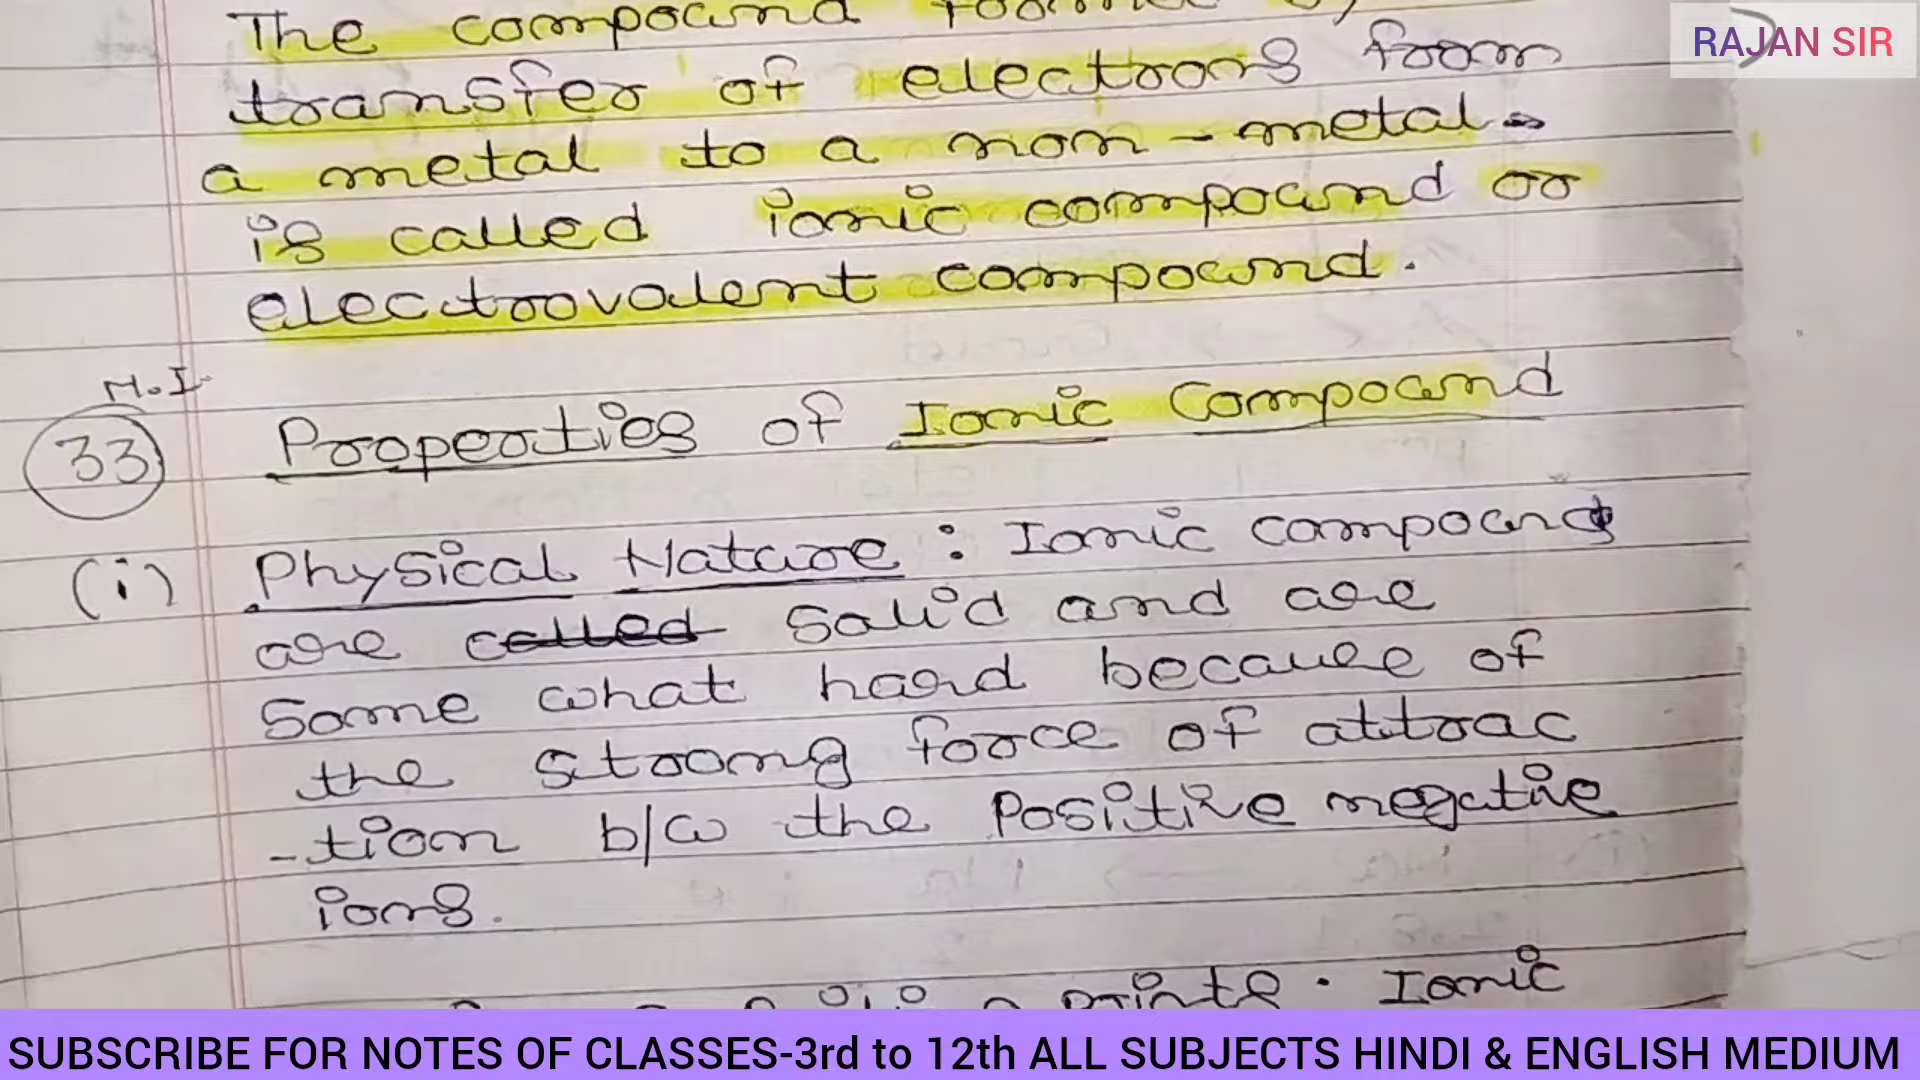 The compound formed by
RAJAN SIR
transfer of electrons from
a metal to a non-metal.
is called ionic compound or
electrovalent compound.
M.I
33 Properties of Ionic Compound
(i) Physical Nature : Ionic compounds
are called solid and are
some what hard because of
the strong force of attrac
-tion b/w the positive negative
ions.
points . Ionic
SUBSCRIBE FOR NOTES OF CLASSES-3rd to 12th ALL SUBJECTS HINDI & ENGLISH MEDIUM